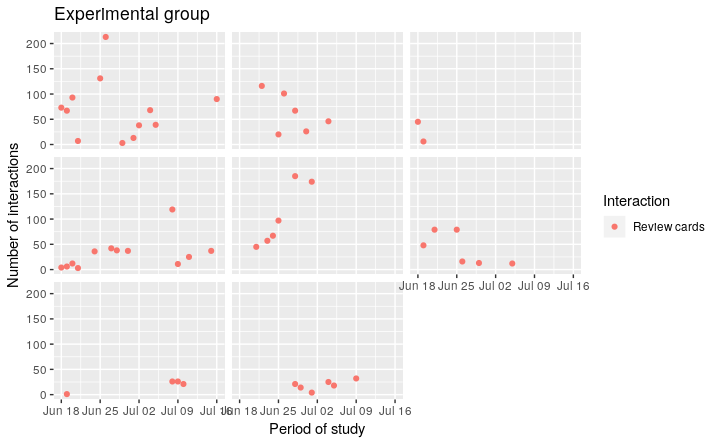 Experimental group
Number of interactions
200
150
100
50
0
200
150
100
50
0
Jun 18 Jun 25 Jul 02 Jul 09 Jul 16
200
150
100
50
0
Jun 18 Jun 25 Jul 02 Jul 09 Jul 16
Jun 18 Jun 25 Jul 02 Jul 09 Jul 16
Period of study
Interaction
Review cards